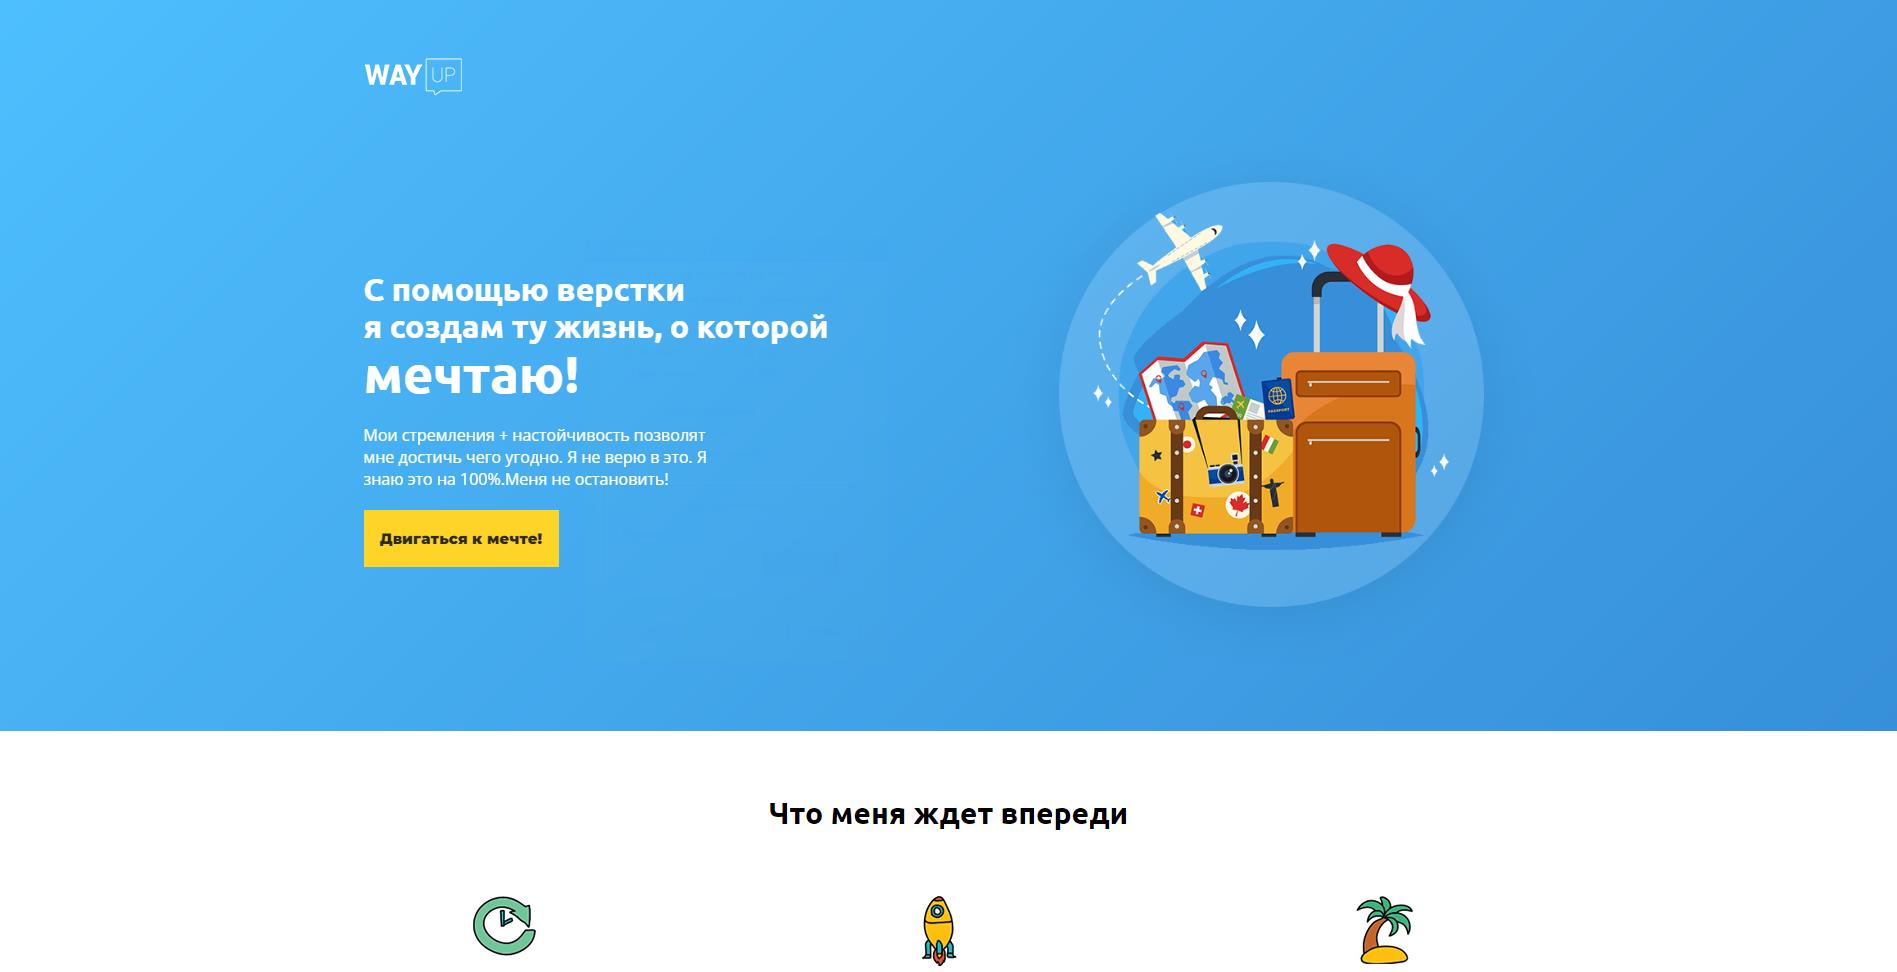 WAY UP
С помощью верстки
я создам ту жизнь, о которой
мечтаю!
Мои стремления + настойчивость позволят
мне достичь чего угодно. Я не верю в это. Я
знаю это на 100%.Меня не остановить!
Двигаться к мечте!
PASSPORT
Что меня ждет впереди